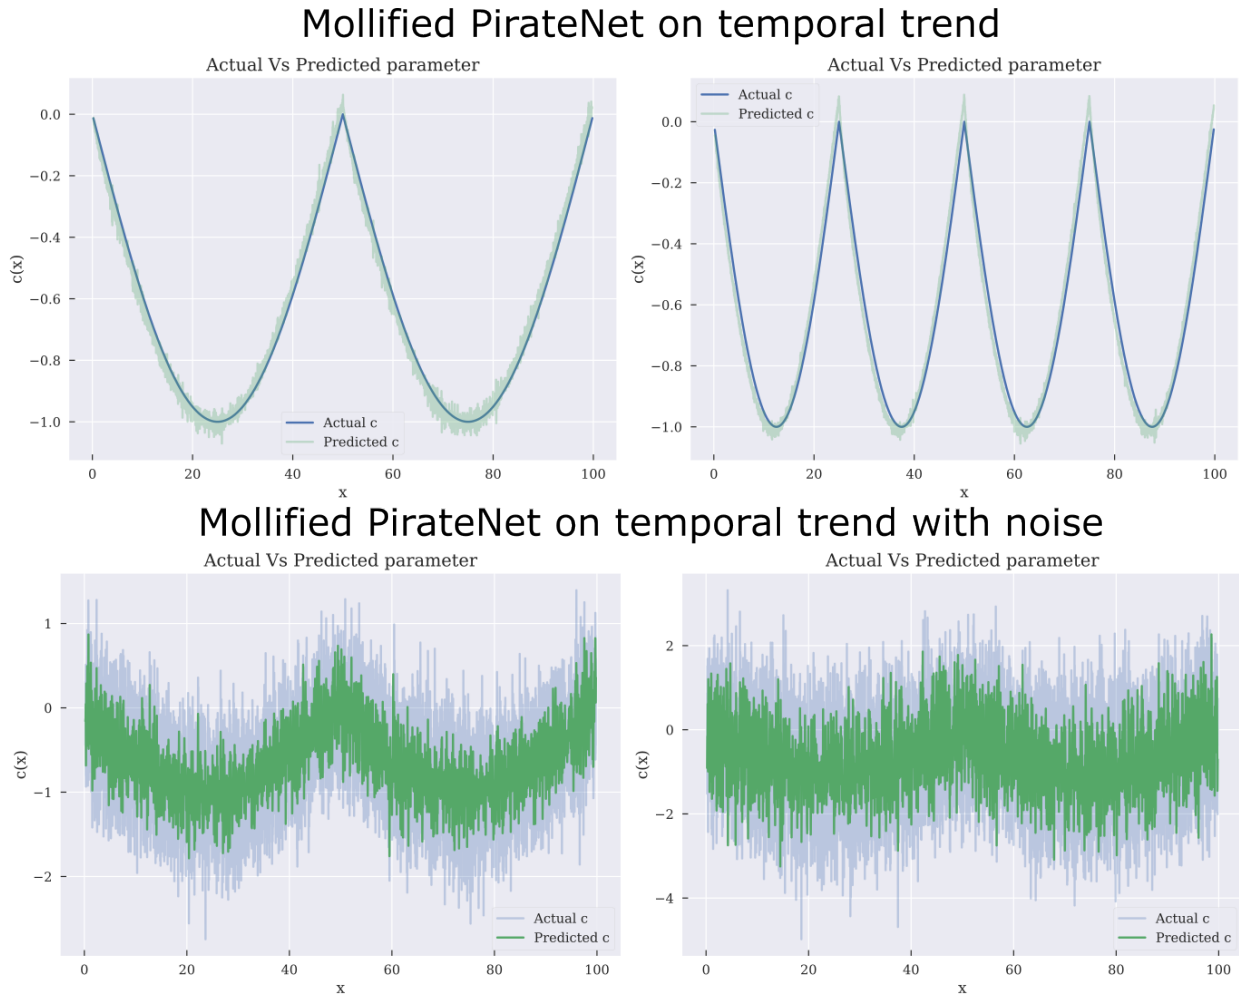 Mollified PirateNet on temporal trend
Actual Vs Predicted parameter
0.0
−0.2
−0.4
−0.6
−0.8
−1.0
c(x)
Actual c
Predicted c
0 20 40 60 80 100
x
Actual Vs Predicted parameter
Actual c
Predicted c
0.0
−0.2
−0.4
−0.6
−0.8
−1.0
c(x)
0 20 40 60 80 100
x
Mollified PirateNet on temporal trend with noise
Actual Vs Predicted parameter
1
0
−1
−2
c(x)
Actual c
Predicted c
0 20 40 60 80 100
x
Actual Vs Predicted parameter
2
0
−2
−4
c(x)
Actual c
Predicted c
0 20 40 60 80 100
x